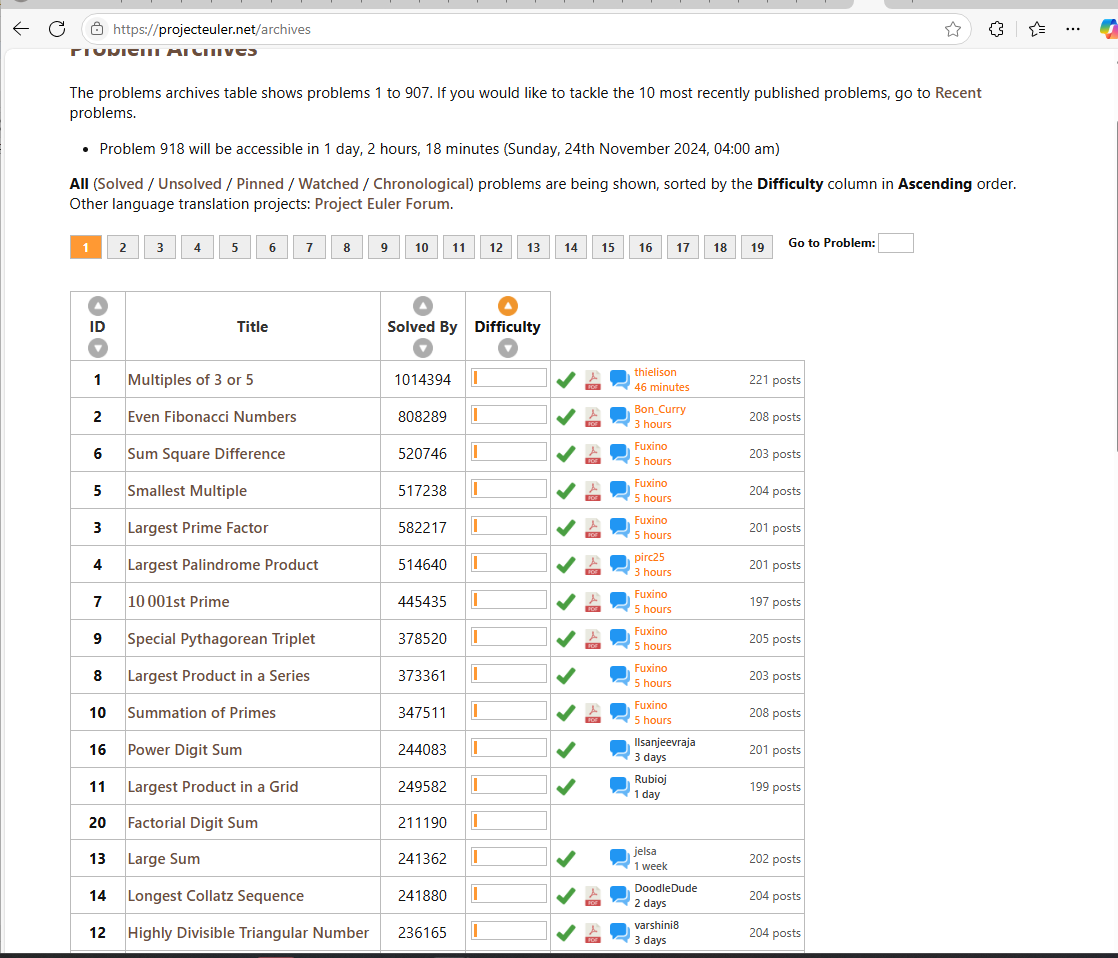 https://projecteuler.net/archives
Problem Archives
The problems archives table shows problems 1 to 907. If you would like to tackle the 10 most recently published problems, go to Recent
problems.
• Problem 918 will be accessible in 1 day, 2 hours, 18 minutes (Sunday, 24th November 2024, 04:00 am)
All (Solved / Unsolved / Pinned / Watched / Chronological) problems are being shown, sorted by the Difficulty column in Ascending order.
Other language translation projects: Project Euler Forum.
1 2 3 4 5 6 7 8 9 10 11 12 13 14 15 16 17 18 19 Go to Problem:
ID Title Solved By Difficulty
1 Multiples of 3 or 5 1014394 PDF thielison 46 minutes 221 posts
2 Even Fibonacci Numbers 808289 PDF Bon_Curry 3 hours 208 posts
6 Sum Square Difference 520746 PDF Fuxino 5 hours 203 posts
5 Smallest Multiple 517238 PDF Fuxino 5 hours 204 posts
3 Largest Prime Factor 582217 PDF Fuxino 5 hours 201 posts
4 Largest Palindrome Product 514640 PDF pirc25 3 hours 201 posts
7 10 001st Prime 445435 PDF Fuxino 5 hours 197 posts
9 Special Pythagorean Triplet 378520 PDF Fuxino 5 hours 205 posts
8 Largest Product in a Series 373361 Fuxino 5 hours 203 posts
10 Summation of Primes 347511 PDF Fuxino 5 hours 208 posts
16 Power Digit Sum 244083 llsanjeevraja 3 days 201 posts
11 Largest Product in a Grid 249582 Rubioj 1 day 199 posts
20 Factorial Digit Sum 211190
13 Large Sum 241362 jelsa 1 week 202 posts
14 Longest Collatz Sequence 241880 PDF DoodleDude 2 days 204 posts
12 Highly Divisible Triangular Number 236165 PDF varshini8 3 days 204 posts